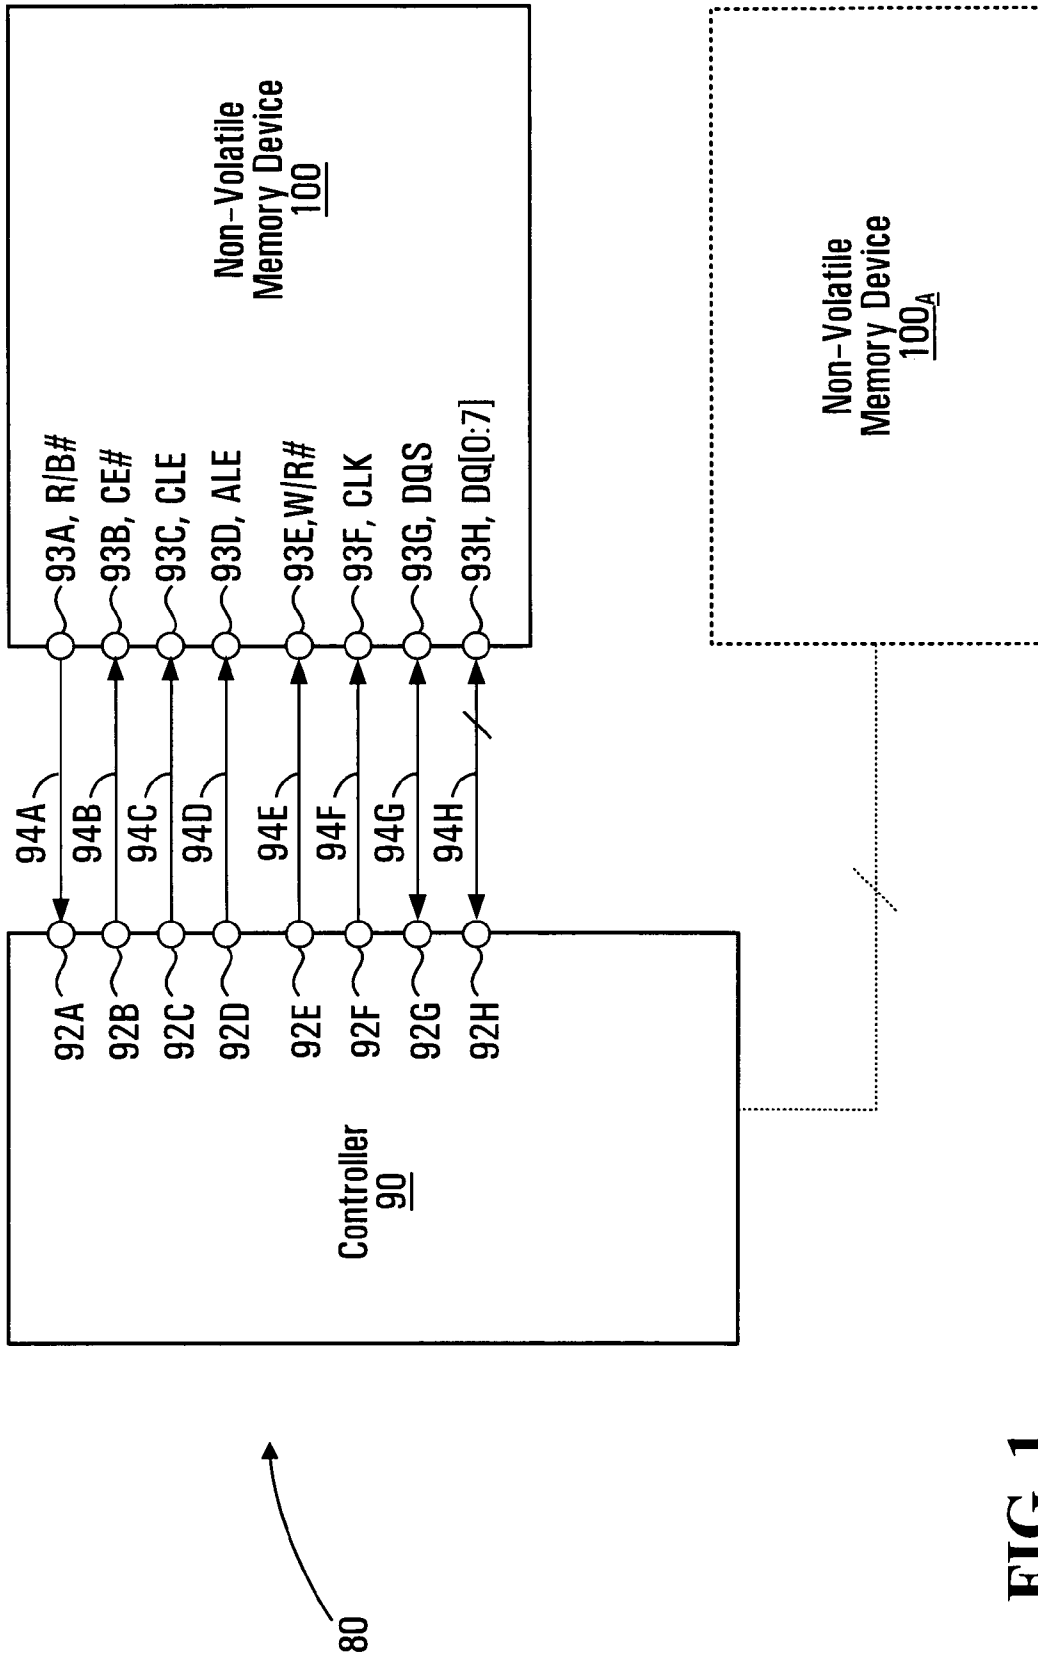 80
Controller
90
92A
92B
92C
92D
92E
92F
92G
92H
94A
94B
94C
94D
94E
94F
94G
94H
93A, R/B#
93B, CE#
93C, CLE
93D, ALE
93E,W/R#
93F, CLK
93G, DQS
93H, DQ[0:7]
Non-Volatile
Memory Device
100
Non-Volatile
Memory Device
100A
FIG. 1